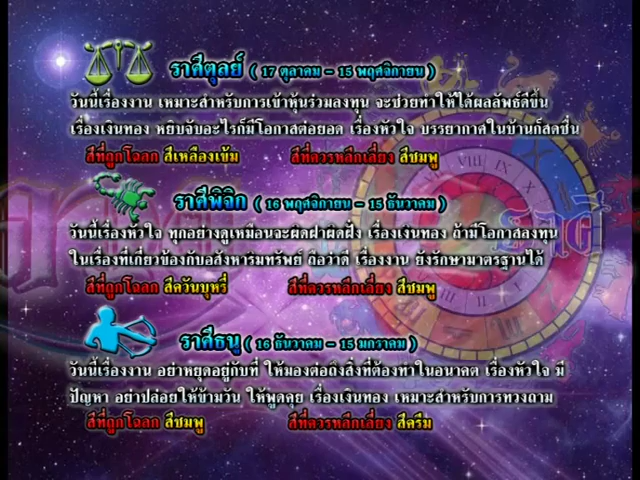 ราศีตุลย์ ( 17 ตุลาคม - 15 พฤศจิกายน )
วันนี้เรื่องงาน เหมาะสำหรับการเข้าหุ้นร่วมลงทุน จะช่วยทำให้ได้ผลลัพธ์ดีขึ้น
เรื่องเงินทอง หยิบจับอะไรก็มีโอกาสต่อยอด เรื่องหัวใจ บรรยากาศในบ้านก็สดชื่น
สีที่ถูกโฉลก สีเหลืองเข้ม สีที่ควรหลีกเลี่ยง สีชมพู
ราศีพิจิก ( 16 พฤศจิกายน - 15 ธันวาคม )
วันนี้เรื่องหัวใจ ทุกอย่างดูเหมือนจะผิดฝาผิดฝั่ง เรื่องเงินทอง ถ้ามีโอกาสลงทุน
ในเรื่องที่เกี่ยวข้องกับอสังหาริมทรัพย์ ถือว่าดี เรื่องงาน ยังรักษามาตรฐานได้
สีที่ถูกโฉลก สีควันบุหรี่ สีที่ควรหลีกเลี่ยง สีชมพู
ราศีธนู ( 16 ธันวาคม - 15 มกราคม )
วันนี้เรื่องงาน อย่าหยุดอยู่กับที่ ให้มองต่อถึงสิ่งที่ต้องทำในอนาคต เรื่องหัวใจ มี
ปัญหา อย่าปล่อยให้ข้ามวัน ให้พูดคุย เรื่องเงินทอง เหมาะสำหรับการทวงถาม
สีที่ถูกโฉลก สีชมพู สีที่ควรหลีกเลี่ยง สีครีม